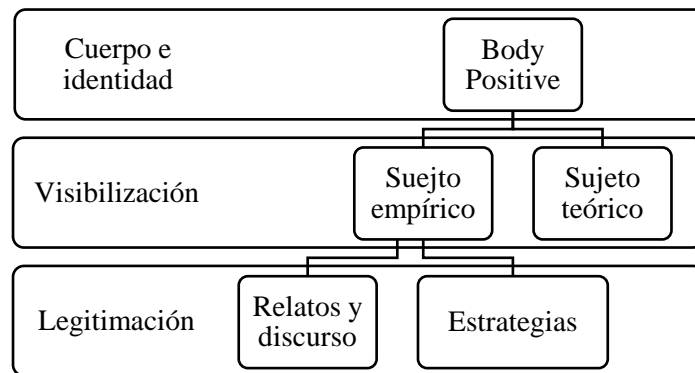 Cuerpo e
identidad
Body
Positive
Visibilización
Suejto
empírico
Sujeto
teórico
Legitimación
Relatos y
discurso
Estrategias